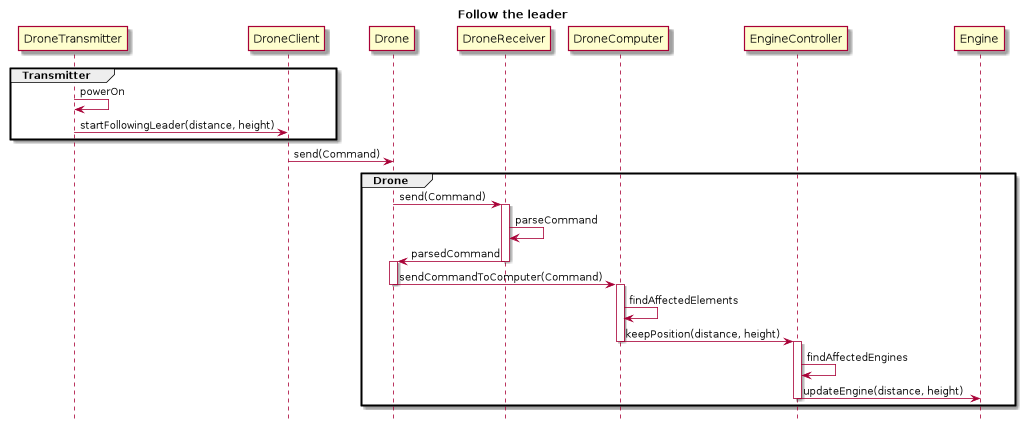 Follow the leader
DroneTransmitter
DroneClient
Drone
DroneReceiver
DroneComputer
EngineController
Engine
Transmitter
powerOn
startFollowingLeader(distance, height)
send(Command)
Drone
send(Command)
parseCommand
parsedCommand
sendCommandToComputer(Command)
findAffectedElements
keepPosition(distance, height)
findAffectedEngines
updateEngine(distance, height)